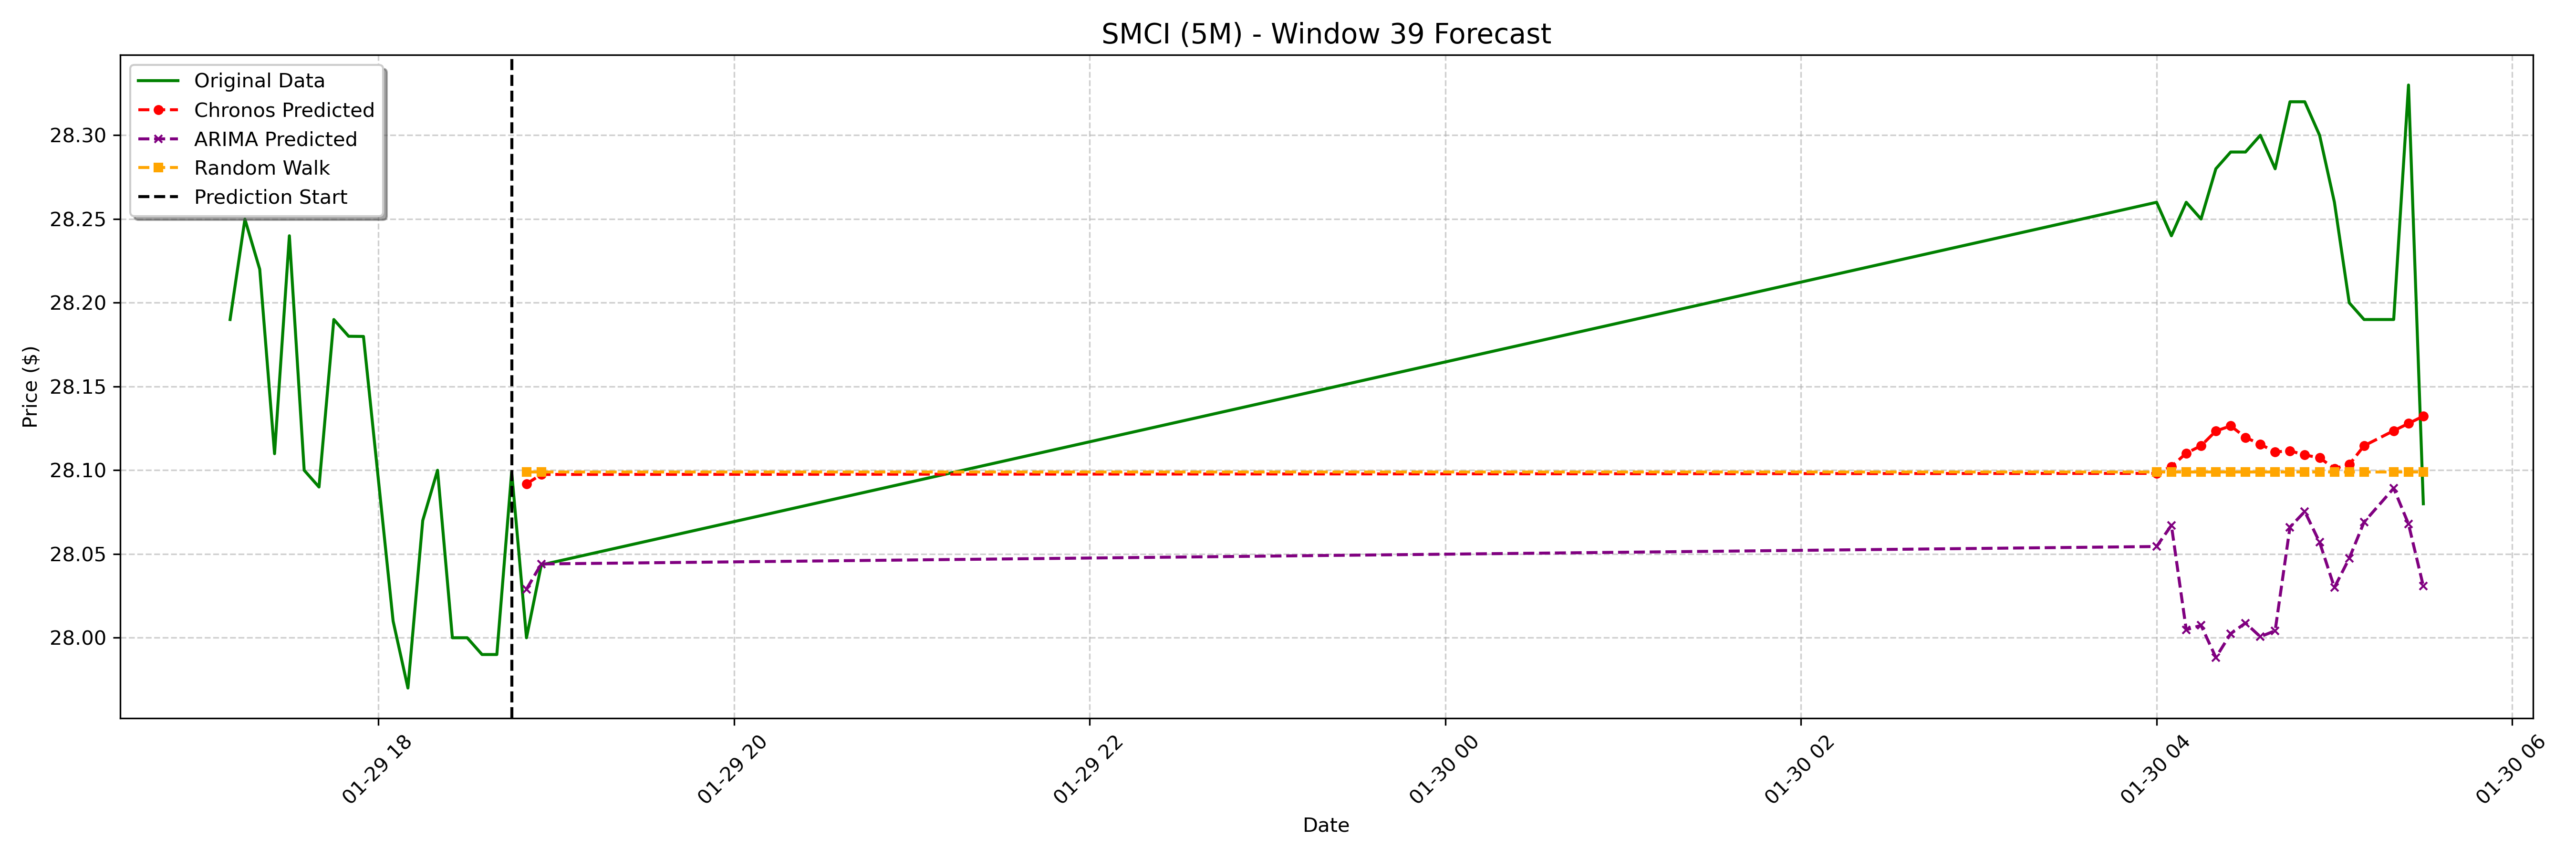 SMCI (5M) - Window 39 Forecast
Original Data
Chronos Predicted
ARIMA Predicted
Random Walk
Prediction Start
Price ($)
28.30
28.25
28.20
28.15
28.10
28.05
28.00
01-29 18
01-29 20
01-29 22
01-30 00
01-30 02
01-30 04
01-30 06
Date